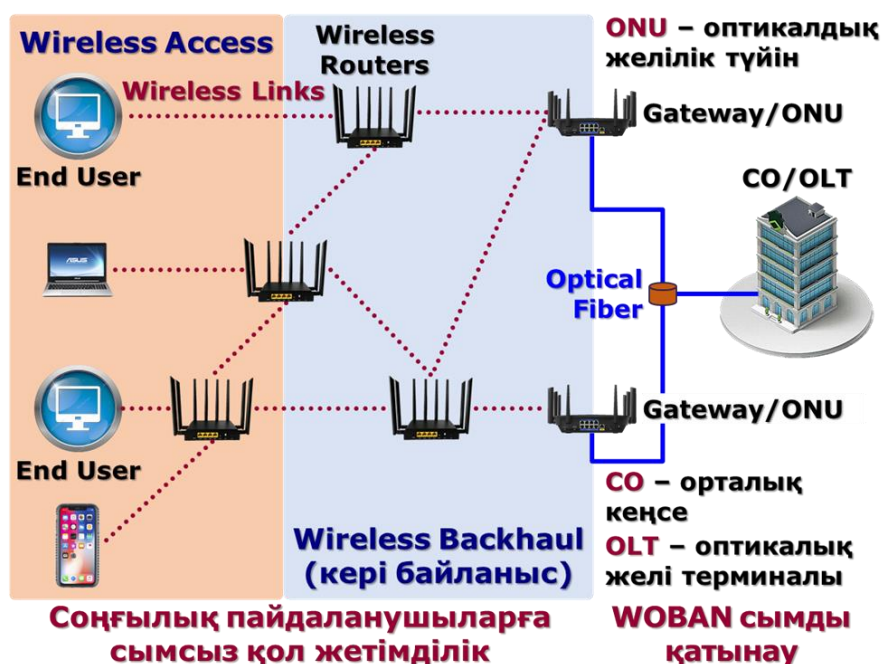 Wireless Access
Wireless
Routers
ONU – оптикалдық
желілік түйін
Wireless Links
Gateway/ONU
End User
CO/OLT
ASUS
Optical
Fiber
Gateway/ONU
End User
CO – орталық
кеңсе
Wireless Backhaul
(кері байланыс)
OLT – оптикалық
желі терминалы
Соңғылық пайдаланушыларға
сымсыз қол жетімділік
WOBAN сымды
қатынау